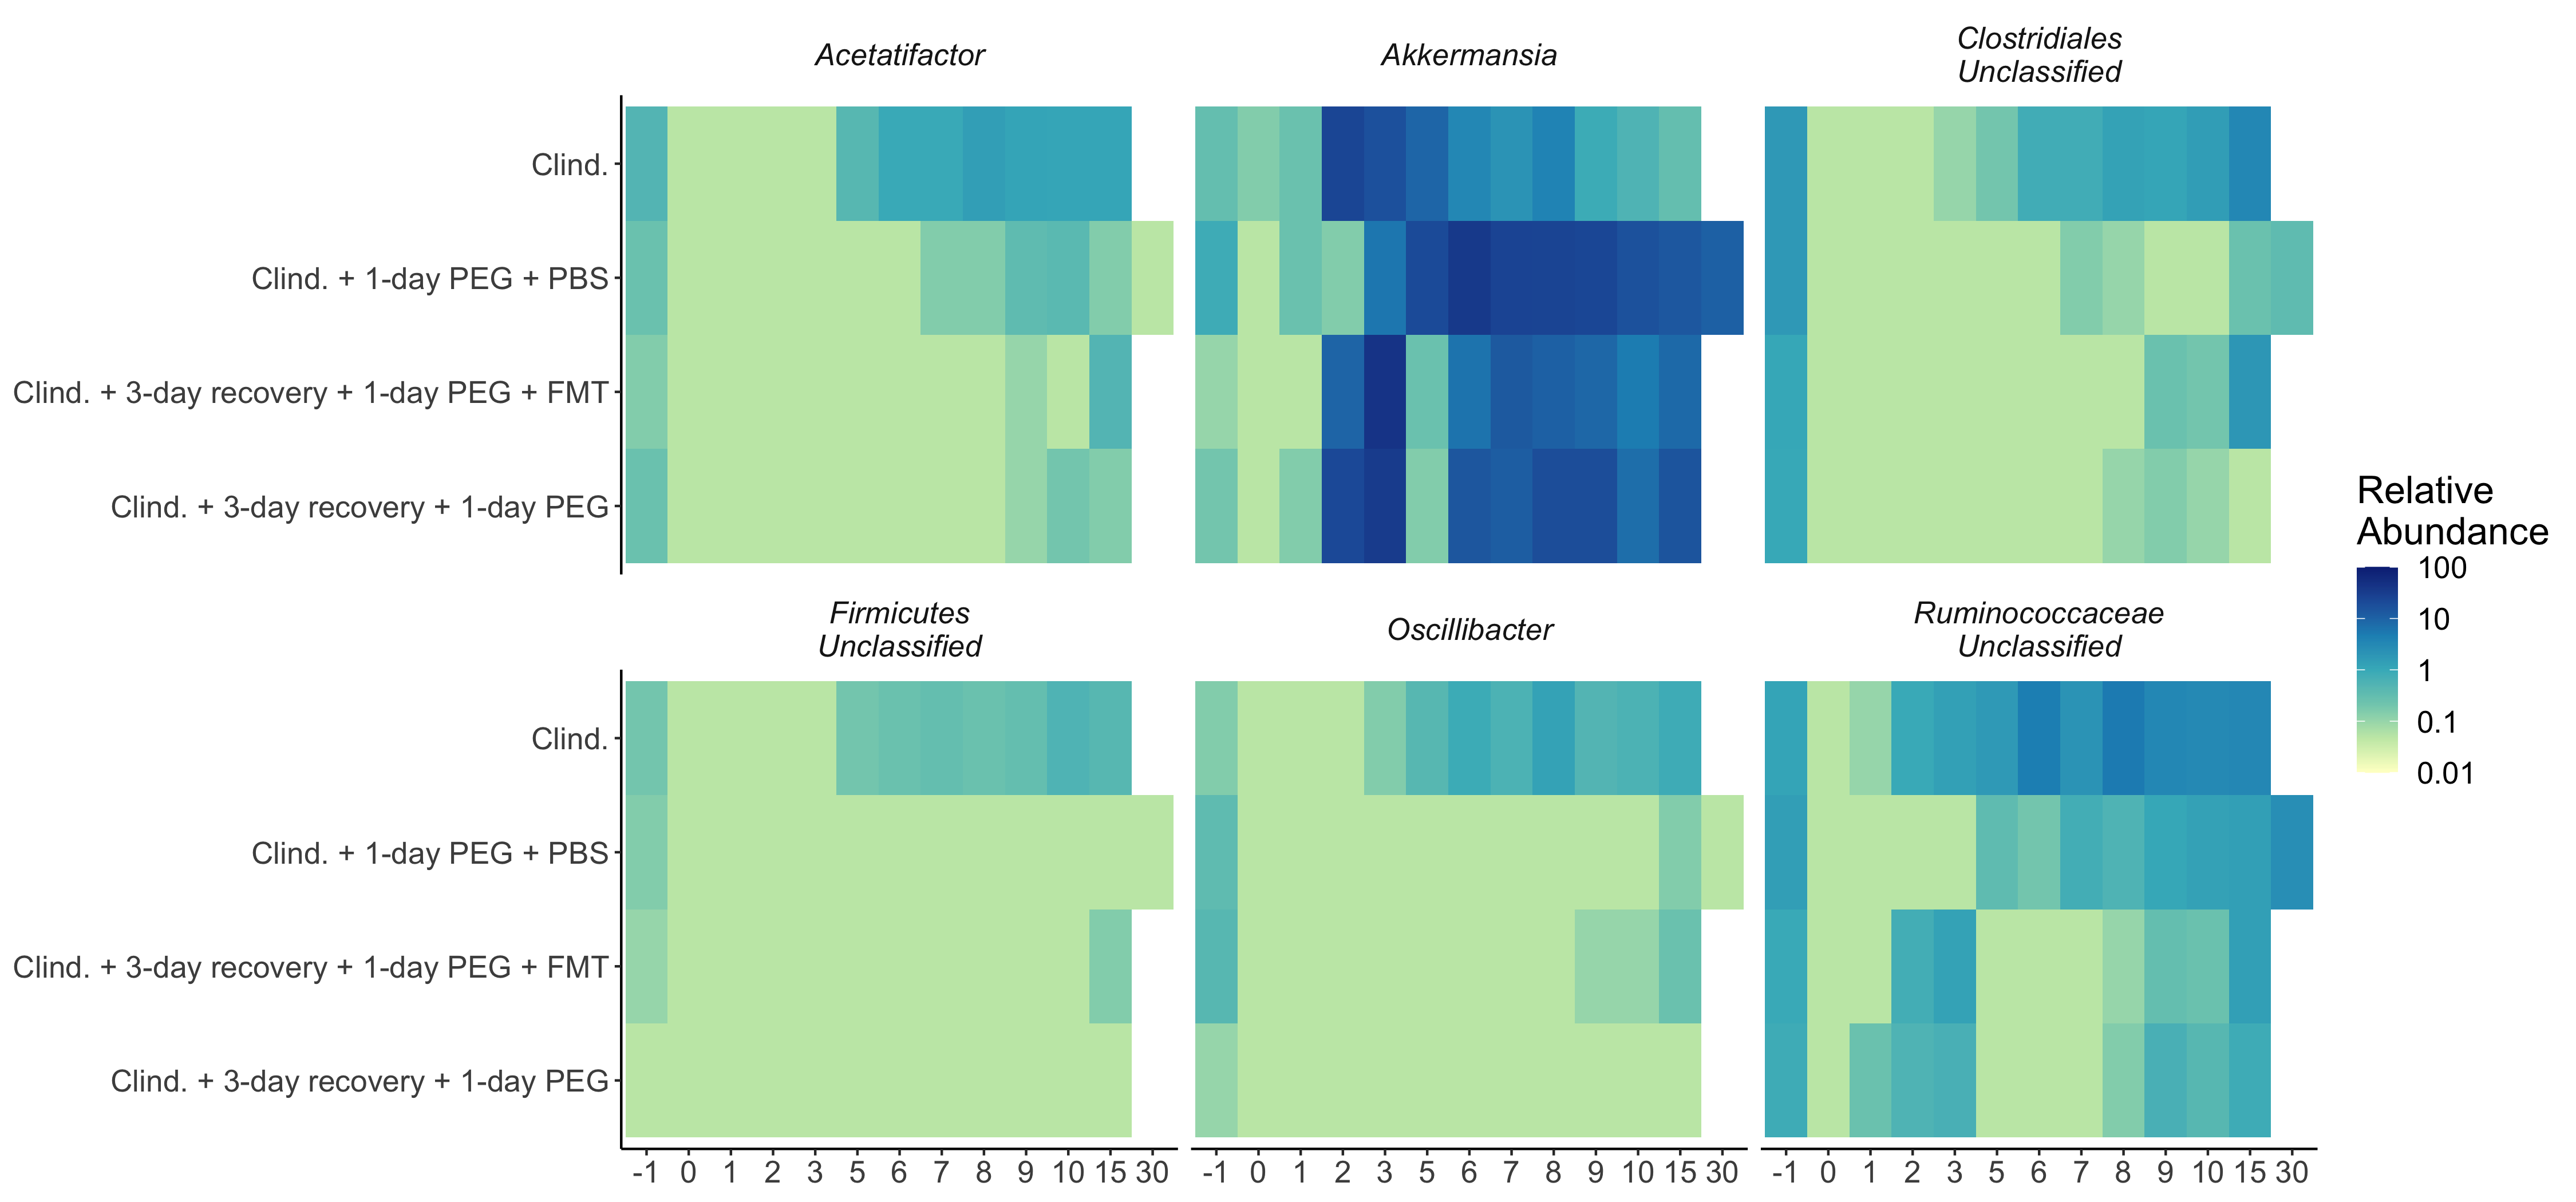 Acetatifactor
Akkermansia
Clostridiales
Unclassified
Clind.
Clind. + 1-day PEG + PBS
Clind. + 3-day recovery + 1-day PEG + FMT
Clind. + 3-day recovery + 1-day PEG
Firmicutes
Unclassified
Oscillibacter
Ruminococcaceae
Unclassified
Clind.
Clind. + 1-day PEG + PBS
Clind. + 3-day recovery + 1-day PEG + FMT
Clind. + 3-day recovery + 1-day PEG
-1 0 1 2 3 5 6 7 8 9 10 15 30
-1 0 1 2 3 5 6 7 8 9 10 15 30
-1 0 1 2 3 5 6 7 8 9 10 15 30
Relative
Abundance
100
10
1
0.1
0.01